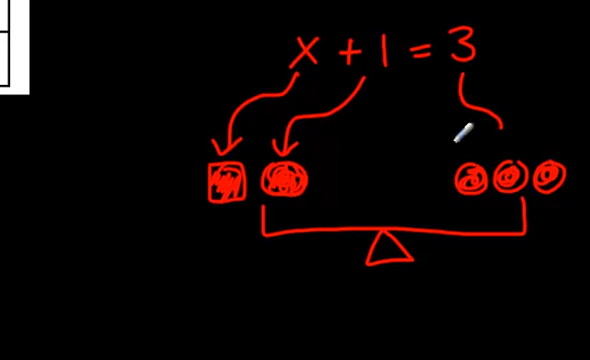 x + 1 = 3